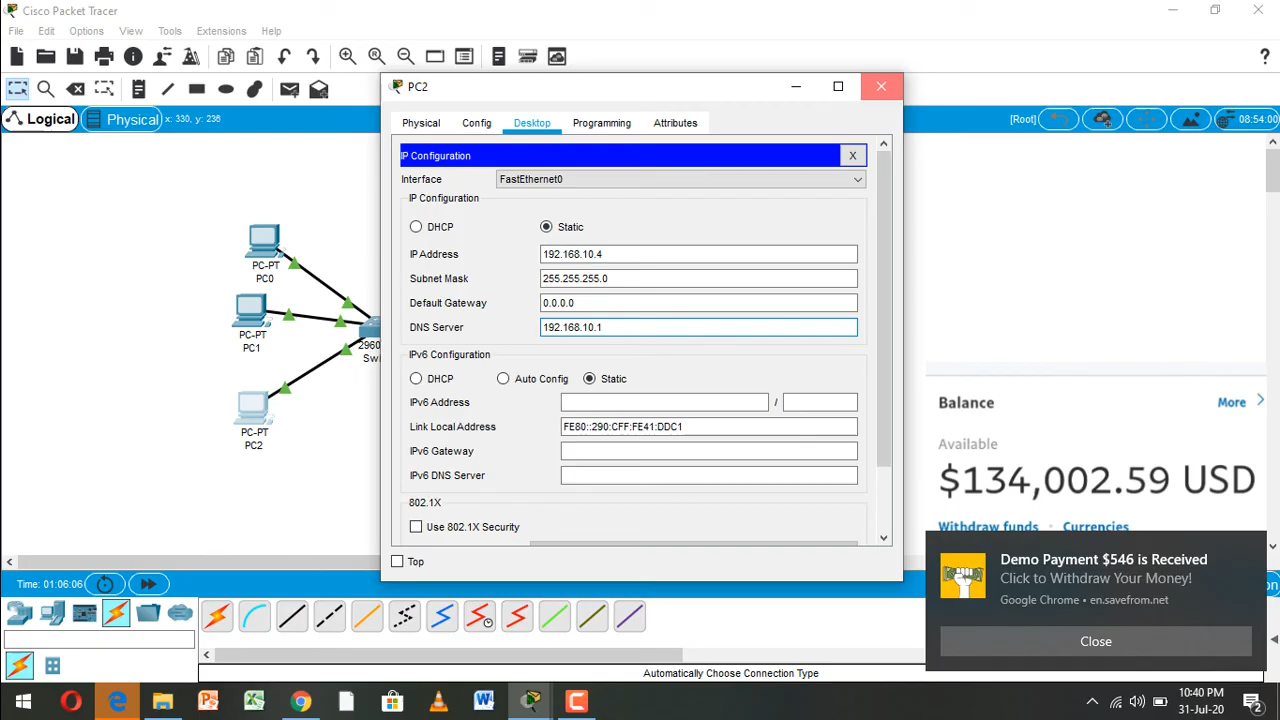 Cisco Packet Tracer
File Edit Options View Tools Extensions Help
Logical Physical x: 330, y: 236 [Root] 08:54:00
PC2
Physical Config Desktop Programming Attributes
IP Configuration X
Interface FastEthernet0
IP Configuration
DHCP Static
IP Address 192.168.10.4
Subnet Mask 255.255.255.0
Default Gateway 0.0.0.0
DNS Server 192.168.10.1
IPv6 Configuration
DHCP Auto Config Static
IPv6 Address /
Link Local Address FE80::290:CFF:FE41:DDC1
IPv6 Gateway
IPv6 DNS Server
802.1X
Use 802.1X Security
Top
PC-PT
PC0
PC-PT
PC1
2960
Swi
PC-PT
PC2
Balance More
Available
$134,002.59 USD
Withdraw funds · Currencies
Demo Payment $546 is Received
Click to Withdraw Your Money!
Google Chrome • en.savefrom.net
Close
Time: 01:06:06
on
Automatically Choose Connection Type
10:40 PM
31-Jul-20
2